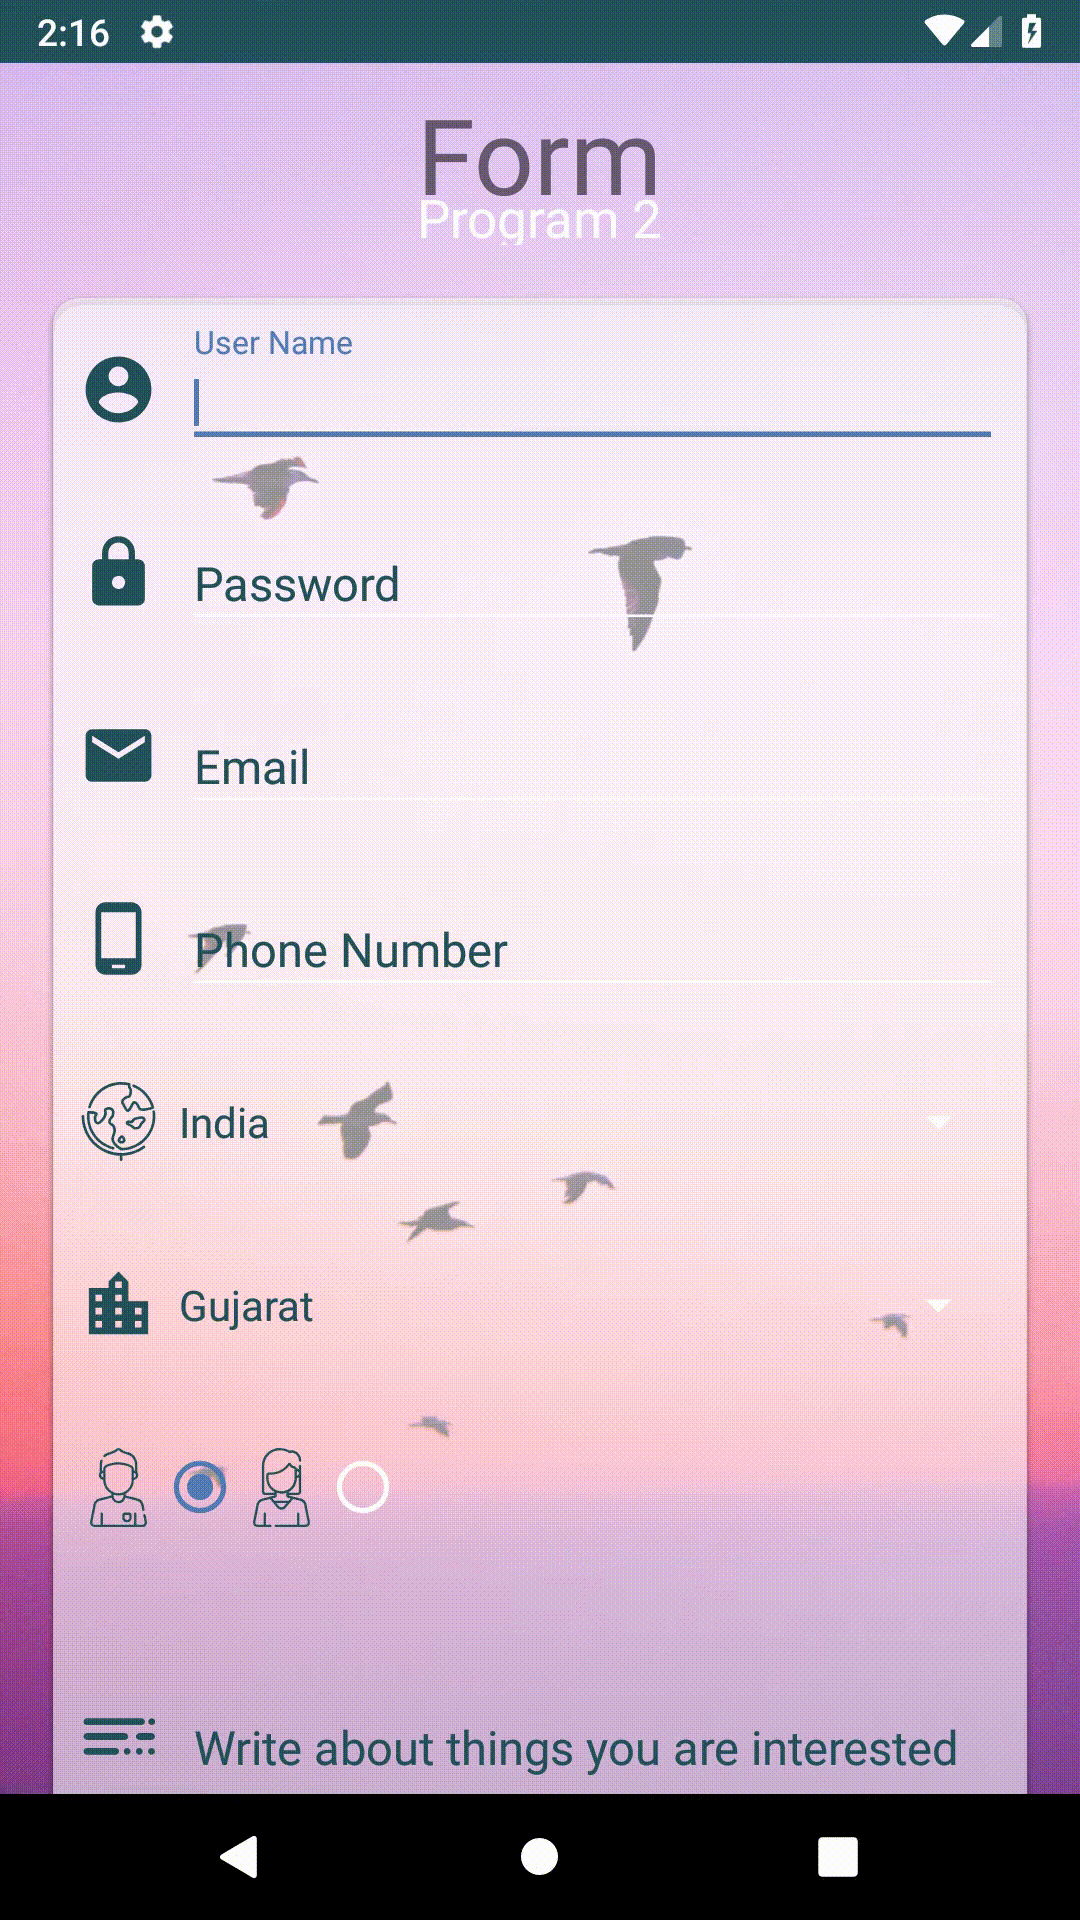 2:16
Form
Program 2
User Name
Password
Email
Phone Number
India
Gujarat
Write about things you are interested